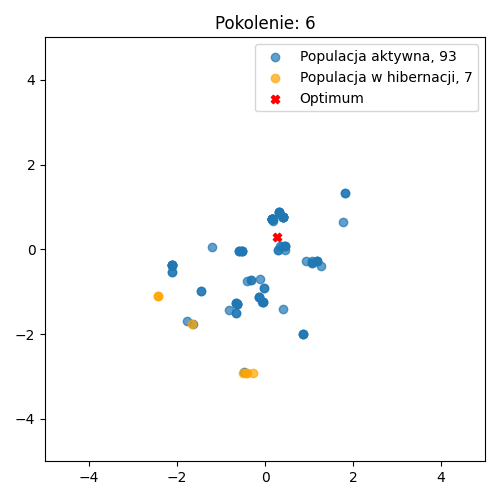 Pokolenie: 6
Populacja aktywna, 93
Populacja w hibernacji, 7
Optimum
4
2
0
−2
−4
−4
−2
0
2
4